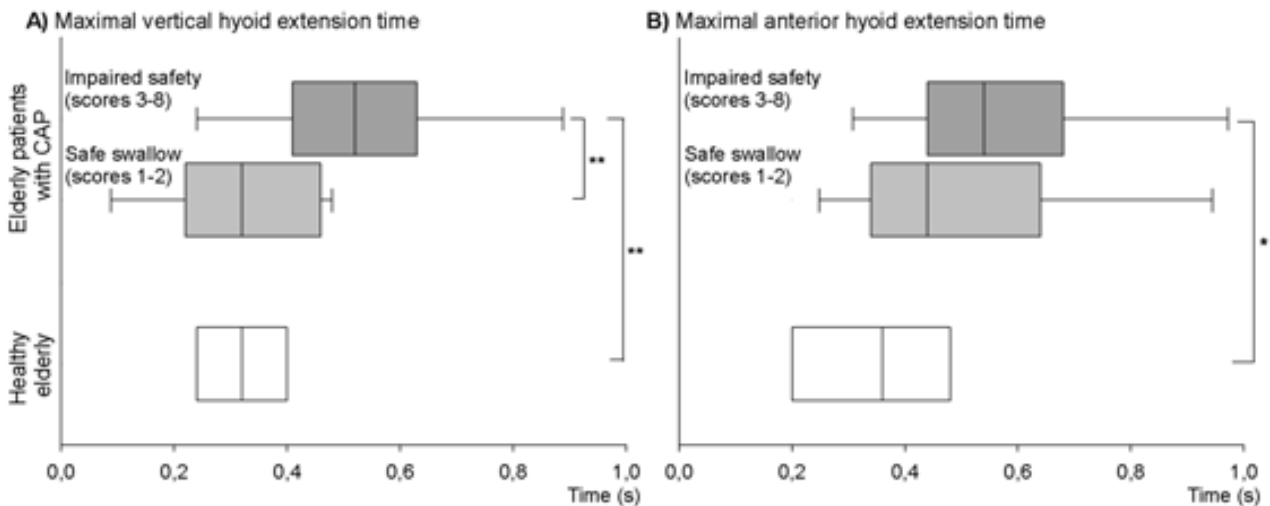 A) Maximal vertical hyoid extension time
Elderly patients
with CAP
Impaired safety
(scores 3-8)
Safe swallow
(scores 1-2)
**
**
Healthy
elderly
0,0 0,2 0,4 0,6 0,8 1,0
Time (s)
B) Maximal anterior hyoid extension time
Impaired safety
(scores 3-8)
Safe swallow
(scores 1-2)
*
0,0 0,2 0,4 0,6 0,8 1,0
Time (s)